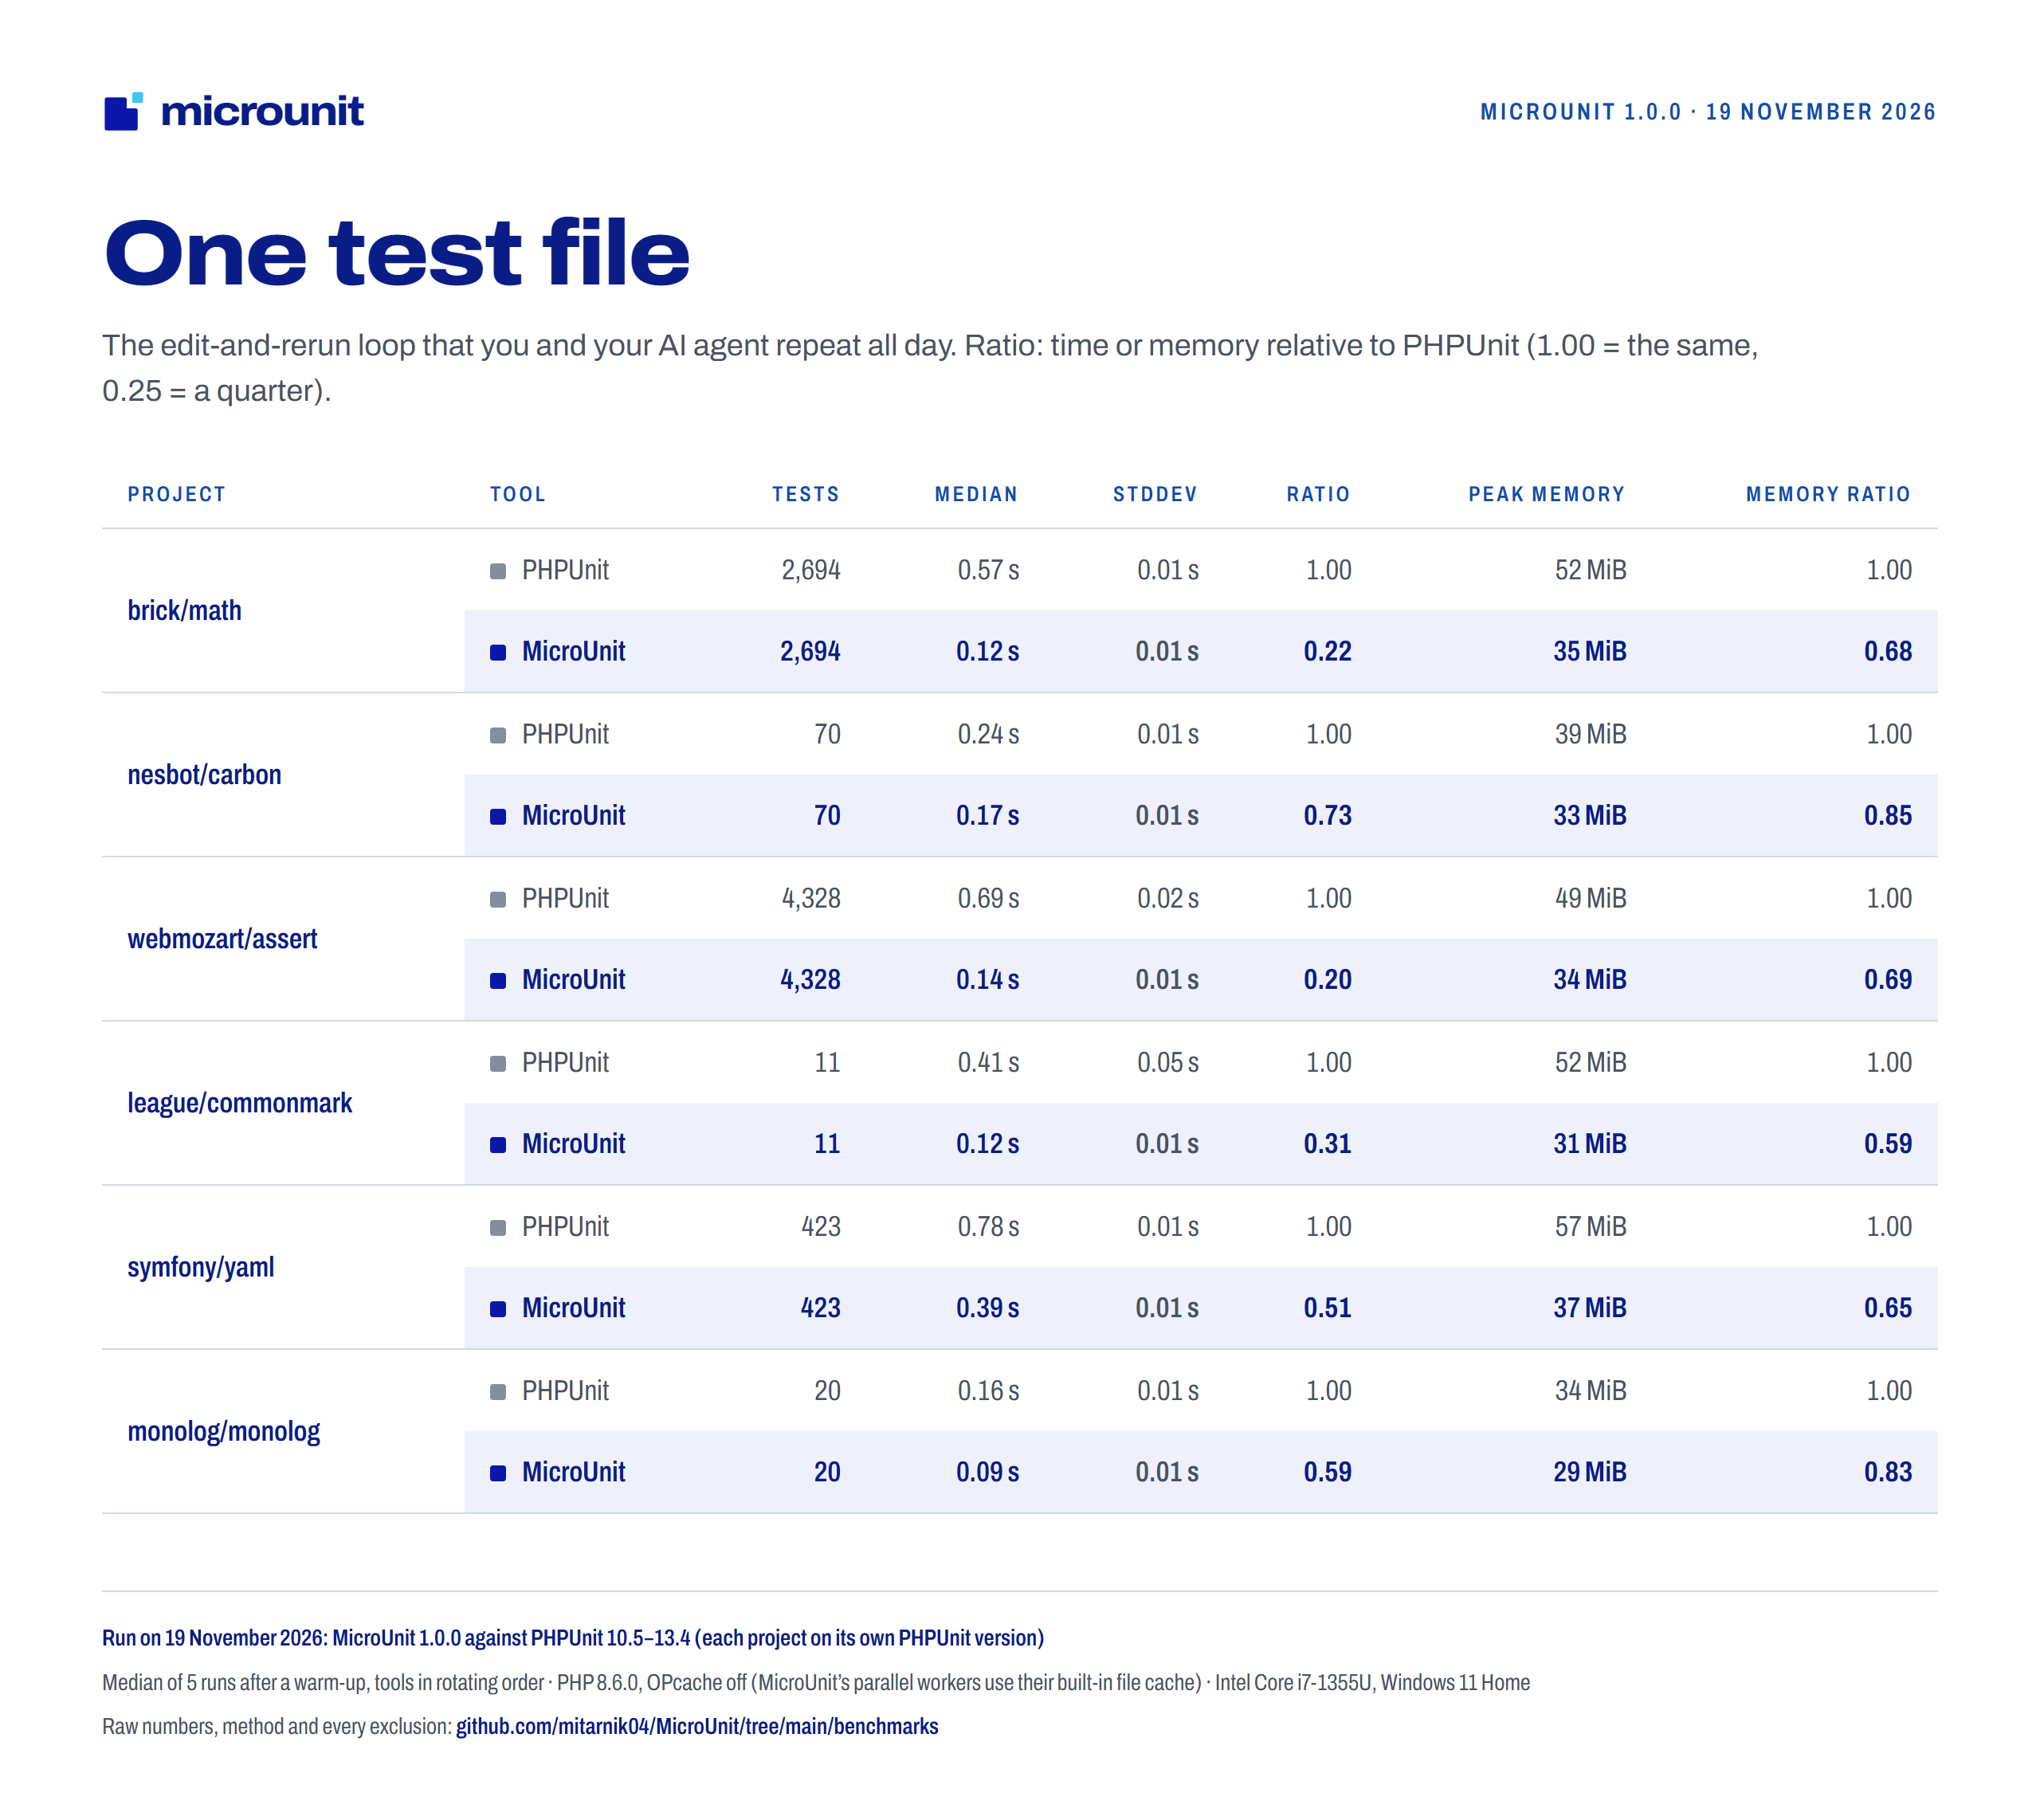 microunit
MICROUNIT 1.0.0 · 19 NOVEMBER 2026
One test file
The edit-and-rerun loop that you and your AI agent repeat all day. Ratio: time or memory relative to PHPUnit (1.00 = the same,
0.25 = a quarter).
PROJECT TOOL TESTS MEDIAN STDDEV RATIO PEAK MEMORY MEMORY RATIO
brick/math
PHPUnit 2,694 0.57 s 0.01 s 1.00 52 MiB 1.00
MicroUnit 2,694 0.12 s 0.01 s 0.22 35 MiB 0.68
nesbot/carbon
PHPUnit 70 0.24 s 0.01 s 1.00 39 MiB 1.00
MicroUnit 70 0.17 s 0.01 s 0.73 33 MiB 0.85
webmozart/assert
PHPUnit 4,328 0.69 s 0.02 s 1.00 49 MiB 1.00
MicroUnit 4,328 0.14 s 0.01 s 0.20 34 MiB 0.69
league/commonmark
PHPUnit 11 0.41 s 0.05 s 1.00 52 MiB 1.00
MicroUnit 11 0.12 s 0.01 s 0.31 31 MiB 0.59
symfony/yaml
PHPUnit 423 0.78 s 0.01 s 1.00 57 MiB 1.00
MicroUnit 423 0.39 s 0.01 s 0.51 37 MiB 0.65
monolog/monolog
PHPUnit 20 0.16 s 0.01 s 1.00 34 MiB 1.00
MicroUnit 20 0.09 s 0.01 s 0.59 29 MiB 0.83
Run on 19 November 2026: MicroUnit 1.0.0 against PHPUnit 10.5–13.4 (each project on its own PHPUnit version)
Median of 5 runs after a warm-up, tools in rotating order · PHP 8.6.0, OPcache off (MicroUnit’s parallel workers use their built-in file cache) · Intel Core i7-1355U, Windows 11 Home
Raw numbers, method and every exclusion: github.com/mitarnik04/MicroUnit/tree/main/benchmarks